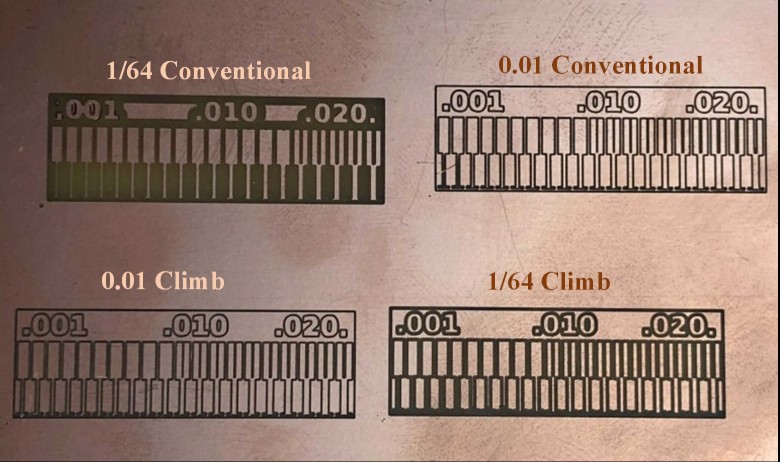 1/64 Conventional
.001 .010 .020.
0.01 Conventional
.001 .010 .020.
0.01 Climb
.001 .010 .020.
1/64 Climb
.001 .010 .020.